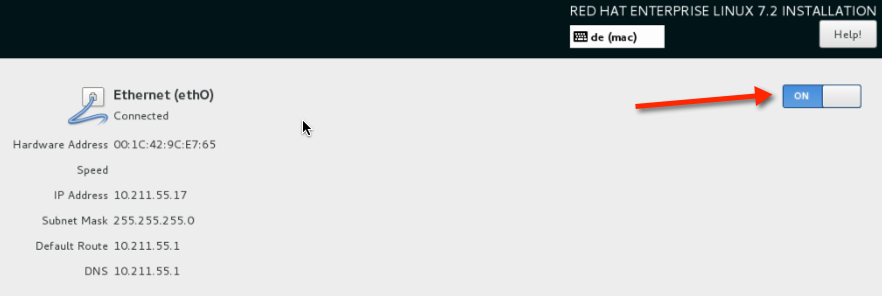 RED HAT ENTERPRISE LINUX 7.2 INSTALLATION
de (mac)
Help!
Ethernet (eth0)
ON
Connected
Hardware Address 00:1C:42:9C:E7:65
Speed
IP Address 10.211.55.17
Subnet Mask 255.255.255.0
Default Route 10.211.55.1
DNS 10.211.55.1